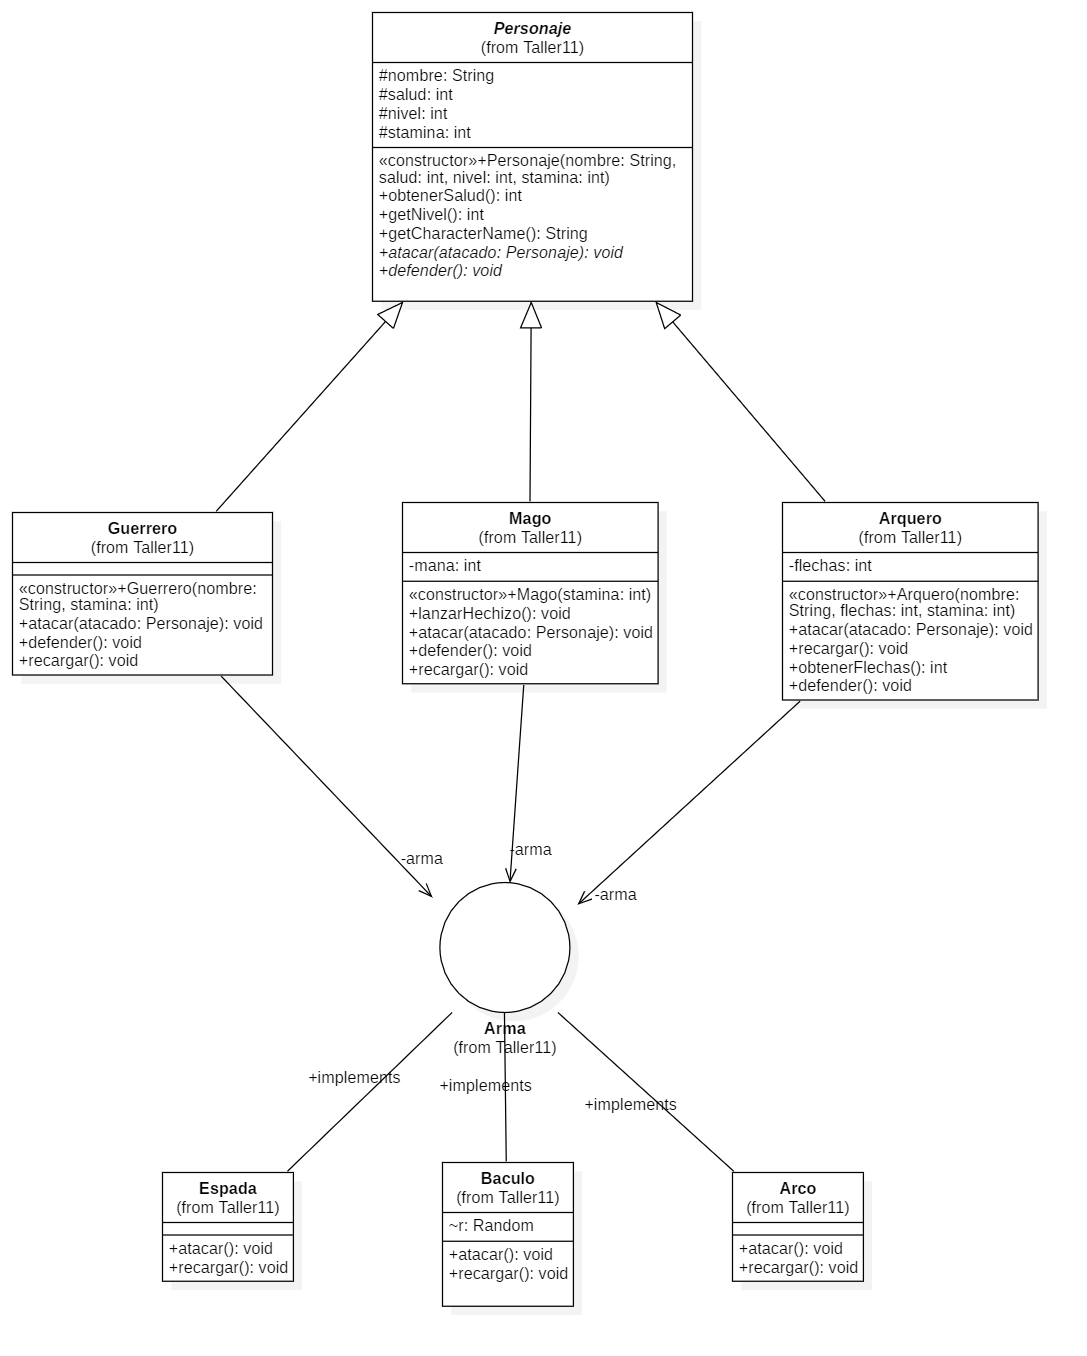 Personaje
(from Taller11)
#nombre: String
#salud: int
#nivel: int
#stamina: int
«constructor»+Personaje(nombre: String,
salud: int, nivel: int, stamina: int)
+obtenerSalud(): int
+getNivel(): int
+getCharacterName(): String
+atacar(atacado: Personaje): void
+defender(): void
Guerrero
(from Taller11)
«constructor»+Guerrero(nombre:
String, stamina: int)
+atacar(atacado: Personaje): void
+defender(): void
+recargar(): void
Mago
(from Taller11)
-mana: int
«constructor»+Mago(stamina: int)
+lanzarHechizo(): void
+atacar(atacado: Personaje): void
+defender(): void
+recargar(): void
Arquero
(from Taller11)
-flechas: int
«constructor»+Arquero(nombre:
String, flechas: int, stamina: int)
+atacar(atacado: Personaje): void
+recargar(): void
+obtenerFlechas(): int
+defender(): void
-arma
-arma
-arma
Arma
(from Taller11)
+implements
+implements
+implements
Espada
(from Taller11)
+atacar(): void
+recargar(): void
Baculo
(from Taller11)
~r: Random
+atacar(): void
+recargar(): void
Arco
(from Taller11)
+atacar(): void
+recargar(): void